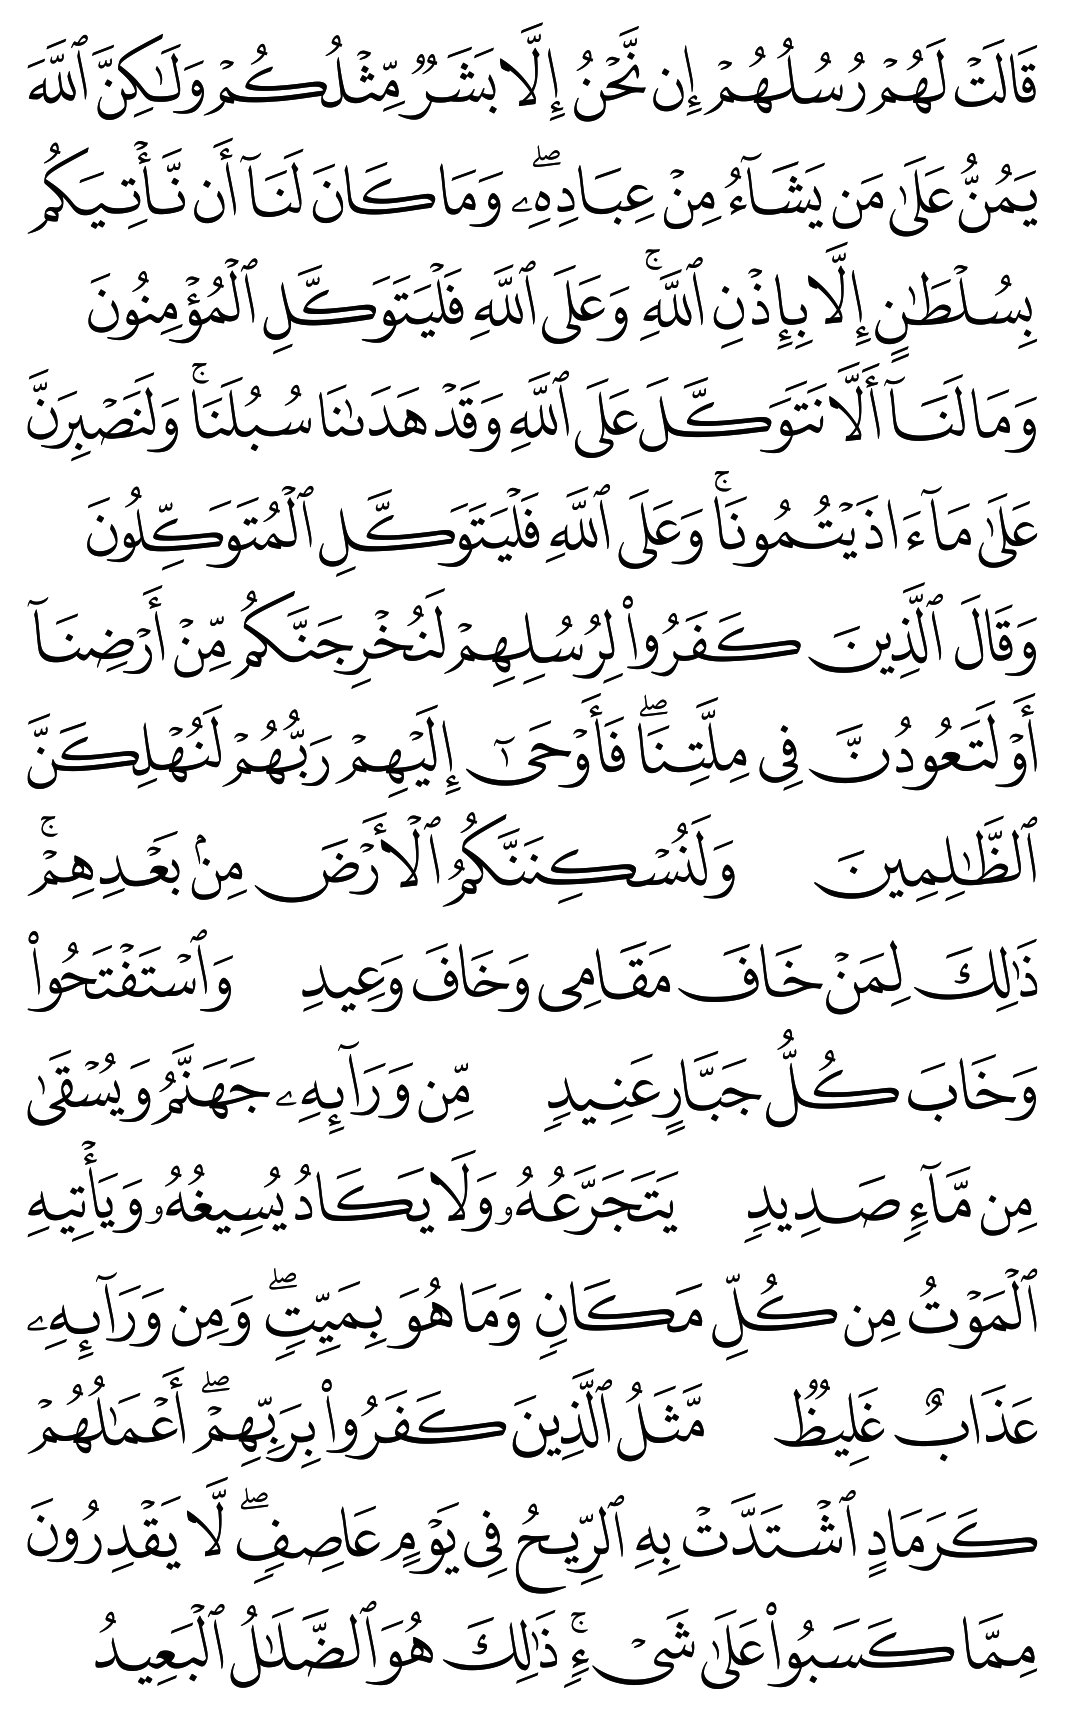 قَالَتْ لَهُمْ رُسُلُهُمْ إِن نَّحْنُ إِلَّا بَشَرٌ مِّثْلُكُمْ وَلَٰكِنَّ ٱللَّهَ
يَمُنُّ عَلَىٰ مَن يَشَآءُ مِنْ عِبَادِهِۦۖ وَمَا كَانَ لَنَآ أَن نَّأْتِيَكُم
بِسُلْطَٰنٍ إِلَّا بِإِذْنِ ٱللَّهِۚ وَعَلَى ٱللَّهِ فَلْيَتَوَكَّلِ ٱلْمُؤْمِنُونَ
وَمَا لَنَآ أَلَّا نَتَوَكَّلَ عَلَى ٱللَّهِ وَقَدْ هَدَىٰنَا سُبُلَنَاۚ وَلَنَصْبِرَنَّ
عَلَىٰ مَآ ءَاذَيْتُمُونَاۚ وَعَلَى ٱللَّهِ فَلْيَتَوَكَّلِ ٱلْمُتَوَكِّلُونَ
وَقَالَ ٱلَّذِينَ كَفَرُوا۟ لِرُسُلِهِمْ لَنُخْرِجَنَّكُم مِّنْ أَرْضِنَآ
أَوْ لَتَعُودُنَّ فِى مِلَّتِنَاۖ فَأَوْحَىٰٓ إِلَيْهِمْ رَبُّهُمْ لَنُهْلِكَنَّ
ٱلظَّٰلِمِينَ وَلَنُسْكِنَنَّكُمُ ٱلْأَرْضَ مِنۢ بَعْدِهِمْۚ
ذَٰلِكَ لِمَنْ خَافَ مَقَامِى وَخَافَ وَعِيدِ وَٱسْتَفْتَحُوا۟
وَخَابَ كُلُّ جَبَّارٍ عَنِيدٍ مِّن وَرَآئِهِۦ جَهَنَّمُ وَيُسْقَىٰ
مِن مَّآءٍ صَدِيدٍ يَتَجَرَّعُهُۥ وَلَا يَكَادُ يُسِيغُهُۥ وَيَأْتِيهِ
ٱلْمَوْتُ مِن كُلِّ مَكَانٍ وَمَا هُوَ بِمَيِّتٍۖ وَمِن وَرَآئِهِۦ
عَذَابٌ غَلِيظٌ مَّثَلُ ٱلَّذِينَ كَفَرُوا۟ بِرَبِّهِمْۖ أَعْمَٰلُهُمْ
كَرَمَادٍ ٱشْتَدَّتْ بِهِ ٱلرِّيحُ فِى يَوْمٍ عَاصِفٍۖ لَّا يَقْدِرُونَ
مِمَّا كَسَبُوا۟ عَلَىٰ شَىْءٍۚ ذَٰلِكَ هُوَ ٱلضَّلَٰلُ ٱلْبَعِيدُ